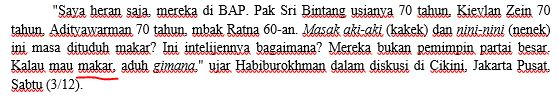 "Saya heran saja, mereka di BAP. Pak Sri Bintang usianya 70 tahun, Kievlan Zein 70
tahun, Adityawarman 70 tahun, mbak Ratna 60-an. Masak aki-aki (kakek) dan nini-nini (nenek)
ini masa dituduh makar? Ini intelijennya bagaimana? Mereka bukan pemimpin partai besar.
Kalau mau makar, aduh gimana," ujar Habiburokhman dalam diskusi di Cikini, Jakarta Pusat,
Sabtu (3/12).